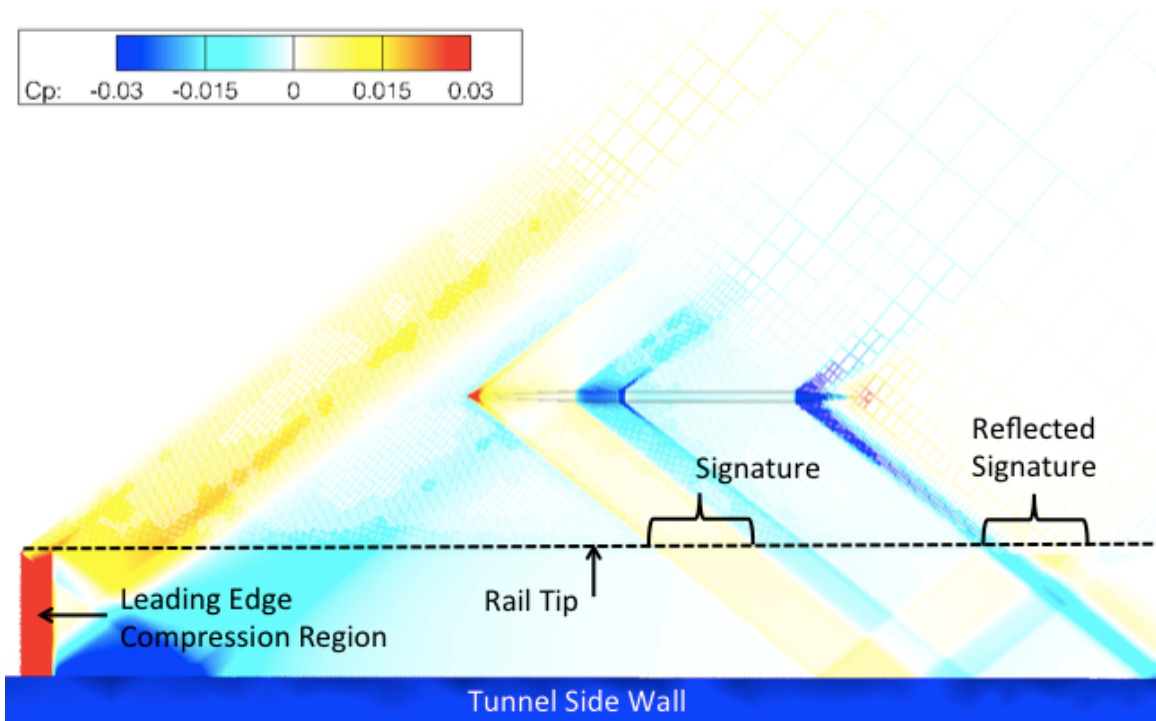 Cp: -0.03 -0.015 0 0.015 0.03
Reflected
Signature
Signature
Rail Tip
Leading Edge
Compression Region
Tunnel Side Wall